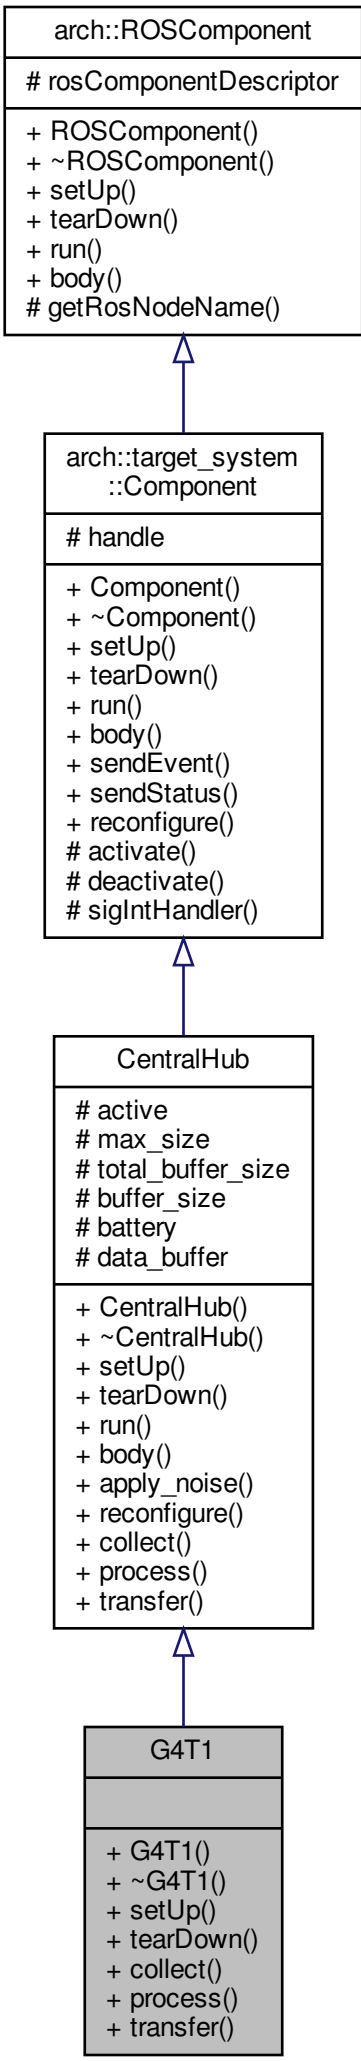 arch::ROSComponent
# rosComponentDescriptor
+ ROSComponent()
+ ~ROSComponent()
+ setUp()
+ tearDown()
+ run()
+ body()
# getRosNodeName()
arch::target_system
::Component
# handle
+ Component()
+ ~Component()
+ setUp()
+ tearDown()
+ run()
+ body()
+ sendEvent()
+ sendStatus()
+ reconfigure()
# activate()
# deactivate()
# sigIntHandler()
CentralHub
# active
# max_size
# total_buffer_size
# buffer_size
# battery
# data_buffer
+ CentralHub()
+ ~CentralHub()
+ setUp()
+ tearDown()
+ run()
+ body()
+ apply_noise()
+ reconfigure()
+ collect()
+ process()
+ transfer()
G4T1
+ G4T1()
+ ~G4T1()
+ setUp()
+ tearDown()
+ collect()
+ process()
+ transfer()